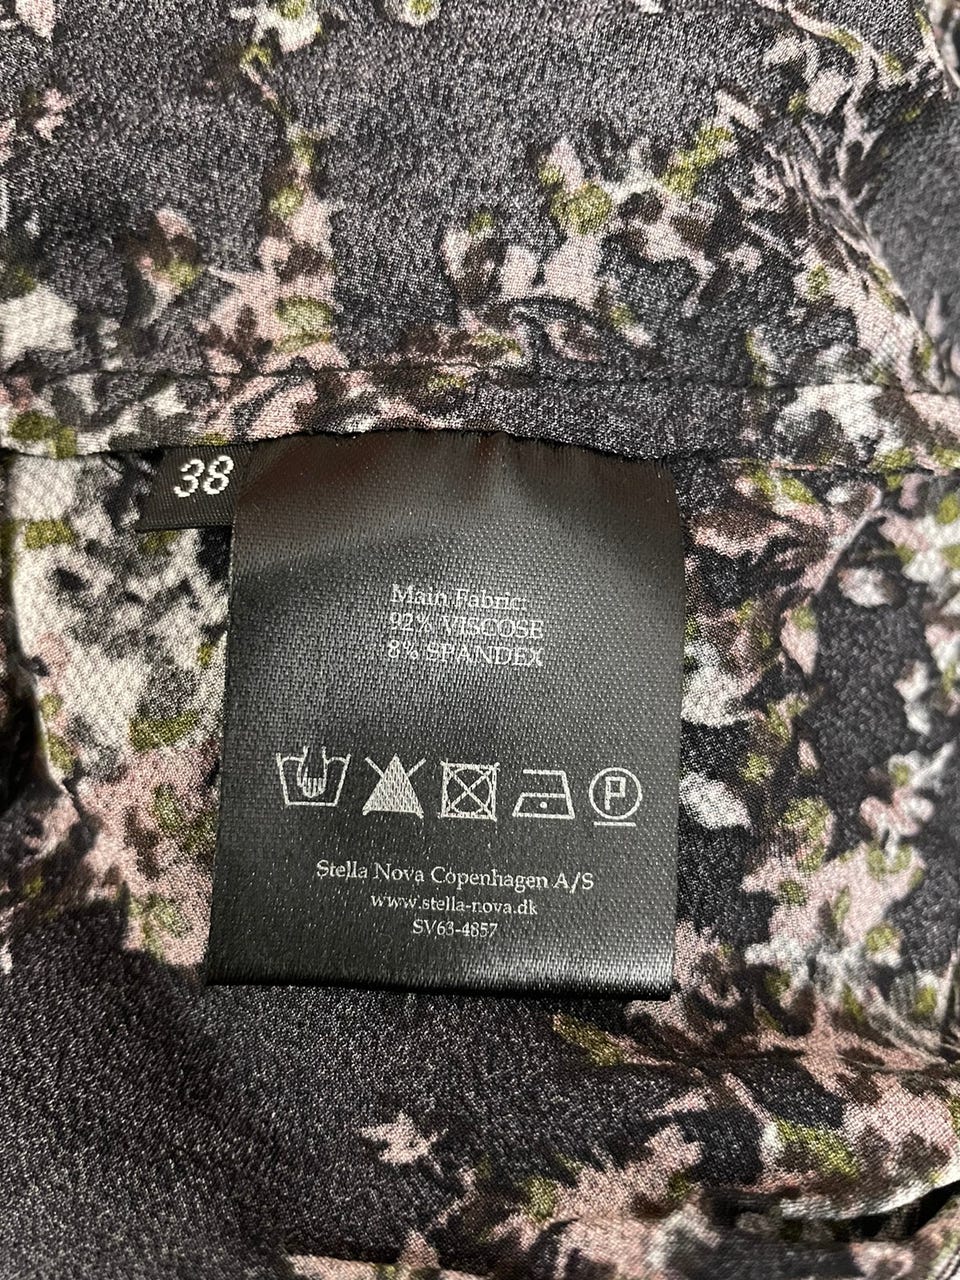 38
Main Fabric:
92% VISCOSE
8% SPANDEX
P
Stella Nova Copenhagen A/S
www.stella-nova.dk
SV63-4857